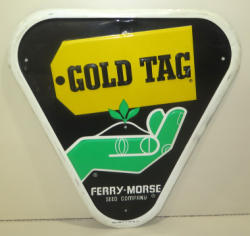 GOLD TAG®
FERRY-MORSE
SEED COMPANY ®